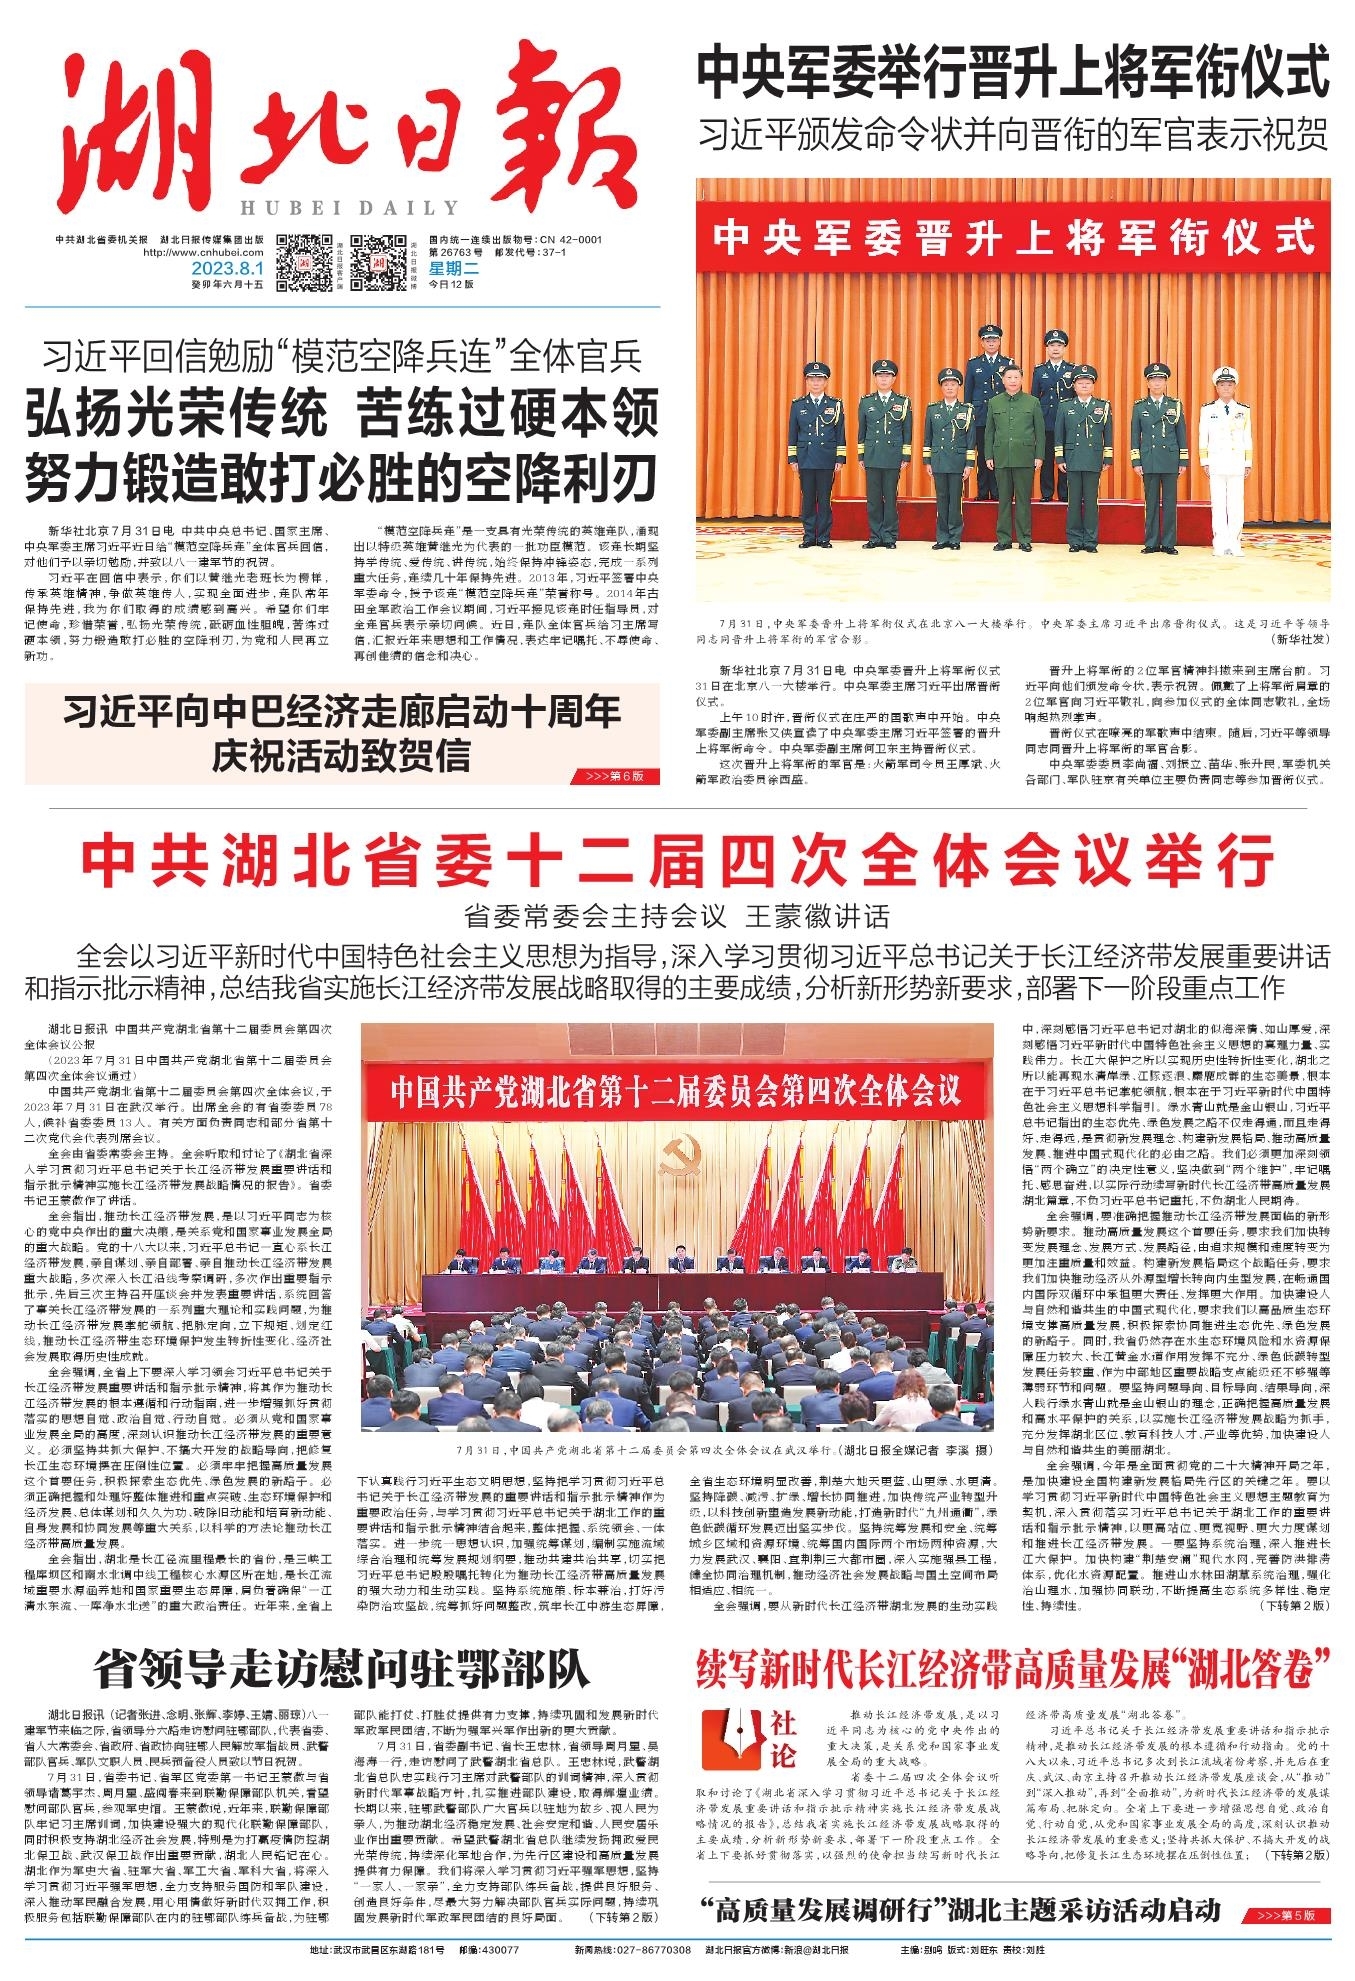 湖北日報
HUBEI DAILY
中共湖北省委机关报 湖北日报传媒集团出版
http://www.cnhubei.com
2023.8.1
癸卯年六月十五
湖北日报客户端
湖北日报微博
国内统一连续出版物号:CN 42-0001
第26763号 邮发代号:37-1
星期二
今日12版
中央军委举行晋升上将军衔仪式
习近平颁发命令状并向晋衔的军官表示祝贺
中央军委晋升上将军衔仪式
7月31日,中央军委晋升上将军衔仪式在北京八一大楼举行。中央军委主席习近平出席晋衔仪式。这是习近平等领导
同志同晋升上将军衔的军官合影。 (新华社发)
新华社北京7月31日电 中央军委晋升上将军衔仪式
31日在北京八一大楼举行。中央军委主席习近平出席晋衔
仪式。
上午10时许,晋衔仪式在庄严的国歌声中开始。中央
军委副主席张又侠宣读了中央军委主席习近平签署的晋升
上将军衔命令。中央军委副主席何卫东主持晋衔仪式。
这次晋升上将军衔的军官是:火箭军司令员王厚斌、火
箭军政治委员徐西盛。
晋升上将军衔的2位军官精神抖擞来到主席台前。习
近平向他们颁发命令状,表示祝贺。佩戴了上将军衔肩章的
2位军官向习近平敬礼,向参加仪式的全体同志敬礼,全场
响起热烈掌声。
晋衔仪式在嘹亮的军歌声中结束。随后,习近平等领导
同志同晋升上将军衔的军官合影。
中央军委委员李尚福、刘振立、苗华、张升民,军委机关
各部门、军队驻京有关单位主要负责同志等参加晋衔仪式。
习近平回信勉励“模范空降兵连”全体官兵
弘扬光荣传统 苦练过硬本领
努力锻造敢打必胜的空降利刃
新华社北京7月31日电 中共中央总书记、国家主席、
中央军委主席习近平近日给“模范空降兵连”全体官兵回信,
对他们予以亲切勉励,并致以八一建军节的祝贺。
习近平在回信中表示,你们以黄继光老班长为榜样,
传承英雄精神,争做英雄传人,实现全面进步,连队常年
保持先进,我为你们取得的成绩感到高兴。希望你们牢
记使命,珍惜荣誉,弘扬光荣传统,砥砺血性胆魄,苦练过
硬本领,努力锻造敢打必胜的空降利刃,为党和人民再立
新功。
“模范空降兵连”是一支具有光荣传统的英雄连队,涌现
出以特级英雄黄继光为代表的一批功臣模范。该连长期坚
持学传统、爱传统、讲传统,始终保持冲锋姿态,完成一系列
重大任务,连续几十年保持先进。2013年,习近平签署中央
军委命令,授予该连“模范空降兵连”荣誉称号。2014年古
田全军政治工作会议期间,习近平接见该连时任指导员,对
全连官兵表示亲切问候。近日,连队全体官兵给习主席写
信,汇报近年来思想和工作情况,表达牢记嘱托、不辱使命、
再创佳绩的信念和决心。
习近平向中巴经济走廊启动十周年
庆祝活动致贺信
>>>第6版
中共湖北省委十二届四次全体会议举行
省委常委会主持会议 王蒙徽讲话
全会以习近平新时代中国特色社会主义思想为指导,深入学习贯彻习近平总书记关于长江经济带发展重要讲话
和指示批示精神,总结我省实施长江经济带发展战略取得的主要成绩,分析新形势新要求,部署下一阶段重点工作
湖北日报讯 中国共产党湖北省第十二届委员会第四次
全体会议公报
(2023年7月31日中国共产党湖北省第十二届委员会
第四次全体会议通过)
中国共产党湖北省第十二届委员会第四次全体会议,于
2023年7月31日在武汉举行。出席全会的有省委委员78
人,候补省委委员13人。有关方面负责同志和部分省第十
二次党代会代表列席会议。
全会由省委常委会主持。全会听取和讨论了《湖北省深
入学习贯彻习近平总书记关于长江经济带发展重要讲话和
指示批示精神实施长江经济带发展战略情况的报告》。省委
书记王蒙徽作了讲话。
全会指出,推动长江经济带发展,是以习近平同志为核
心的党中央作出的重大决策,是关系党和国家事业发展全局
的重大战略。党的十八大以来,习近平总书记一直心系长江
经济带发展,亲自谋划、亲自部署、亲自推动长江经济带发展
重大战略,多次深入长江沿线考察调研,多次作出重要指示
批示,先后三次主持召开座谈会并发表重要讲话,系统回答
了事关长江经济带发展的一系列重大理论和实践问题,为推
动长江经济带发展掌舵领航、把脉定向,立下规矩、划定红
线,推动长江经济带生态环境保护发生转折性变化、经济社
会发展取得历史性成就。
全会强调,全省上下要深入学习领会习近平总书记关于
长江经济带发展重要讲话和指示批示精神,将其作为推动长
江经济带发展的根本遵循和行动指南,进一步增强抓好贯彻
落实的思想自觉、政治自觉、行动自觉。必须从党和国家事
业发展全局的高度,深刻认识推动长江经济带发展的重要意
义。必须坚持共抓大保护、不搞大开发的战略导向,把修复
长江生态环境摆在压倒性位置。必须牢牢把握高质量发展
这个首要任务,积极探索生态优先、绿色发展的新路子。必
须正确把握和处理好整体推进和重点突破、生态环境保护和
经济发展、总体谋划和久久为功、破除旧动能和培育新动能、
自身发展和协同发展等重大关系,以科学的方法论推动长江
经济带高质量发展。
全会指出,湖北是长江径流里程最长的省份,是三峡工
程库坝区和南水北调中线工程核心水源区所在地,是长江流
域重要水源涵养地和国家重要生态屏障,肩负着确保“一江
清水东流、一库净水北送”的重大政治责任。近年来,全省上
中国共产党湖北省第十二届委员会第四次全体会议
7月31日,中国共产党湖北省第十二届委员会第四次全体会议在武汉举行。(湖北日报全媒记者 李溪 摄)
下认真践行习近平生态文明思想,坚持把学习贯彻习近平总
书记关于长江经济带发展的重要讲话和指示批示精神作为
重要政治任务,与学习贯彻习近平总书记关于湖北工作的重
要讲话和指示批示精神结合起来,整体把握、系统领会、一体
落实。进一步统一思想认识,加强统筹谋划,编制实施流域
综合治理和统筹发展规划纲要,推动共建共治共享,切实把
习近平总书记殷殷嘱托转化为推动长江经济带高质量发展
的强大动力和生动实践。坚持系统施策、标本兼治,打好污
染防治攻坚战,统筹抓好问题整改,筑牢长江中游生态屏障,
全省生态环境明显改善,荆楚大地天更蓝、山更绿、水更清。
坚持降碳、减污、扩绿、增长协同推进,加快传统产业转型升
级,以科技创新塑造发展新动能,打造新时代“九州通衢”,绿
色低碳循环发展迈出坚实步伐。坚持统筹发展和安全、统筹
城乡区域和资源环境、统筹国内国际两个市场两种资源,大
力发展武汉、襄阳、宜荆荆三大都市圈,深入实施强县工程,
健全协同治理机制,推动经济社会发展战略与国土空间布局
相适应、相统一。
全会强调,要从新时代长江经济带湖北发展的生动实践
中,深刻感悟习近平总书记对湖北的似海深情、如山厚爱,深
刻感悟习近平新时代中国特色社会主义思想的真理力量、实
践伟力。长江大保护之所以实现历史性转折性变化,湖北之
所以能再现水清岸绿、江豚逐浪、麋鹿成群的生态美景,根本
在于习近平总书记掌舵领航,根本在于习近平新时代中国特
色社会主义思想科学指引。绿水青山就是金山银山,习近平
总书记指出的生态优先、绿色发展之路不仅走得通,而且走得
好、走得远,是贯彻新发展理念、构建新发展格局、推动高质量
发展、推进中国式现代化的必由之路。我们必须更加深刻领
悟“两个确立”的决定性意义,坚决做到“两个维护”,牢记嘱
托、感恩奋进,以实际行动续写新时代长江经济带高质量发展
湖北篇章,不负习近平总书记重托,不负湖北人民期待。
全会强调,要准确把握推动长江经济带发展面临的新形
势新要求。推动高质量发展这个首要任务,要求我们加快转
变发展理念、发展方式、发展路径,由追求规模和速度转变为
更加注重质量和效益。构建新发展格局这个战略任务,要求
我们加快推动经济从外源型增长转向内生型发展,在畅通国
内国际双循环中承担更大责任、发挥更大作用。加快建设人
与自然和谐共生的中国式现代化,要求我们以高品质生态环
境支撑高质量发展,积极探索协同推进生态优先、绿色发展
的新路子。同时,我省仍然存在水生态环境风险和水资源保
障压力较大、长江黄金水道作用发挥不充分、绿色低碳转型
发展任务较重、作为中部地区重要战略支点能级还不够强等
薄弱环节和问题。要坚持问题导向、目标导向、结果导向,深
入践行绿水青山就是金山银山的理念,正确把握高质量发展
和高水平保护的关系,以实施长江经济带发展战略为抓手,
充分发挥湖北区位、教育科技人才、产业等优势,加快建设人
与自然和谐共生的美丽湖北。
全会强调,今年是全面贯彻党的二十大精神开局之年,
是加快建设全国构建新发展格局先行区的关键之年。要以
学习贯彻习近平新时代中国特色社会主义思想主题教育为
契机,深入贯彻落实习近平总书记关于湖北工作的重要讲
话和指示批示精神,以更高站位、更宽视野、更大力度谋划
和推进长江经济带发展。一要坚持系统治理,深入推进长
江大保护。加快构建“荆楚安澜”现代水网,完善防洪排涝
体系,优化水资源配置。推进山水林田湖草系统治理,强化
治山理水,加强协同联动,不断提高生态系统多样性、稳定
性、持续性。 (下转第2版)
省领导走访慰问驻鄂部队
湖北日报讯 (记者张进、念明、张辉、李婷、王婧、丽琼)八一
建军节来临之际,省领导分六路走访慰问驻鄂部队,代表省委、
省人大常委会、省政府、省政协向驻鄂人民解放军指战员、武警
部队官兵、军队文职人员、民兵预备役人员致以节日祝贺。
7月31日,省委书记、省军区党委第一书记王蒙徽与省
领导诸葛宇杰、周月星、盛阅春来到联勤保障部队机关,看望
慰问部队官兵,参观军史馆。王蒙徽说,近年来,联勤保障部
队牢记习主席训词,加快建设强大的现代化联勤保障部队,
同时积极支持湖北经济社会发展,特别是为打赢疫情防控湖
北保卫战、武汉保卫战作出重要贡献,湖北人民铭记在心。
湖北作为军史大省、驻军大省、军工大省、军科大省,将深入
学习贯彻习近平强军思想,全力支持服务国防和军队建设,
深入推动军民融合发展,用心用情做好新时代双拥工作,积
极服务包括联勤保障部队在内的驻鄂部队练兵备战,为驻鄂
部队能打仗、打胜仗提供有力支撑,持续巩固和发展新时代
军政军民团结,不断为强军兴军作出新的更大贡献。
7月31日,省委副书记、省长王忠林,省领导周月星、吴
海涛一行,走访慰问了武警湖北省总队。王忠林说,武警湖
北省总队忠实践行习主席对武警部队的训词精神,深入贯彻
新时代军事战略方针,扎实推进部队建设,取得辉煌业绩。
长期以来,驻鄂武警部队广大官兵以驻地为故乡、视人民为
亲人,为推动湖北经济稳定发展、社会安定和谐、人民安居乐
业作出重要贡献。希望武警湖北省总队继续发扬拥政爱民
光荣传统,持续深化军地合作,为先行区建设和高质量发展
提供有力保障。我们将深入学习贯彻习近平强军思想,坚持
“一家人、一家亲”,全力支持部队练兵备战,提供良好服务、
创造良好条件,尽最大努力解决部队官兵实际问题,持续巩
固发展新时代军政军民团结的良好局面。 (下转第2版)
续写新时代长江经济带高质量发展“湖北答卷”
社论
推动长江经济带发展,是以习
近平同志为核心的党中央作出的
重大决策,是关系党和国家事业发
展全局的重大战略。
省委十二届四次全体会议听
取和讨论了《湖北省深入学习贯彻习近平总书记关于长江经
济带发展重要讲话和指示批示精神实施长江经济带发展战
略情况的报告》,总结我省实施长江经济带发展战略取得的
主要成绩,分析新形势新要求,部署下一阶段重点工作。全
省上下要抓好贯彻落实,以强烈的使命担当续写新时代长江
经济带高质量发展“湖北答卷”。
习近平总书记关于长江经济带发展重要讲话和指示批示
精神,是推动长江经济带发展的根本遵循和行动指南。党的十
八大以来,习近平总书记多次到长江流域省份考察,并先后在重
庆、武汉、南京主持召开推动长江经济带发展座谈会,从“推动”
到“深入推动”,再到“全面推动”,为新时代长江经济带的发展谋
篇布局、把脉定向。全省上下要进一步增强思想自觉、政治自
觉、行动自觉,从党和国家事业发展全局的高度,深刻认识推动
长江经济带发展的重要意义;坚持共抓大保护、不搞大开发的战
略导向,把修复长江生态环境摆在压倒性位置; (下转第2版)
“高质量发展调研行”湖北主题采访活动启动
>>>第5版
地址:武汉市武昌区东湖路181号 邮编:430077 新闻热线:027-86770308 湖北日报官方微博:新浪@湖北日报 主编:别鸣 版式:刘旺东 责校:刘胜